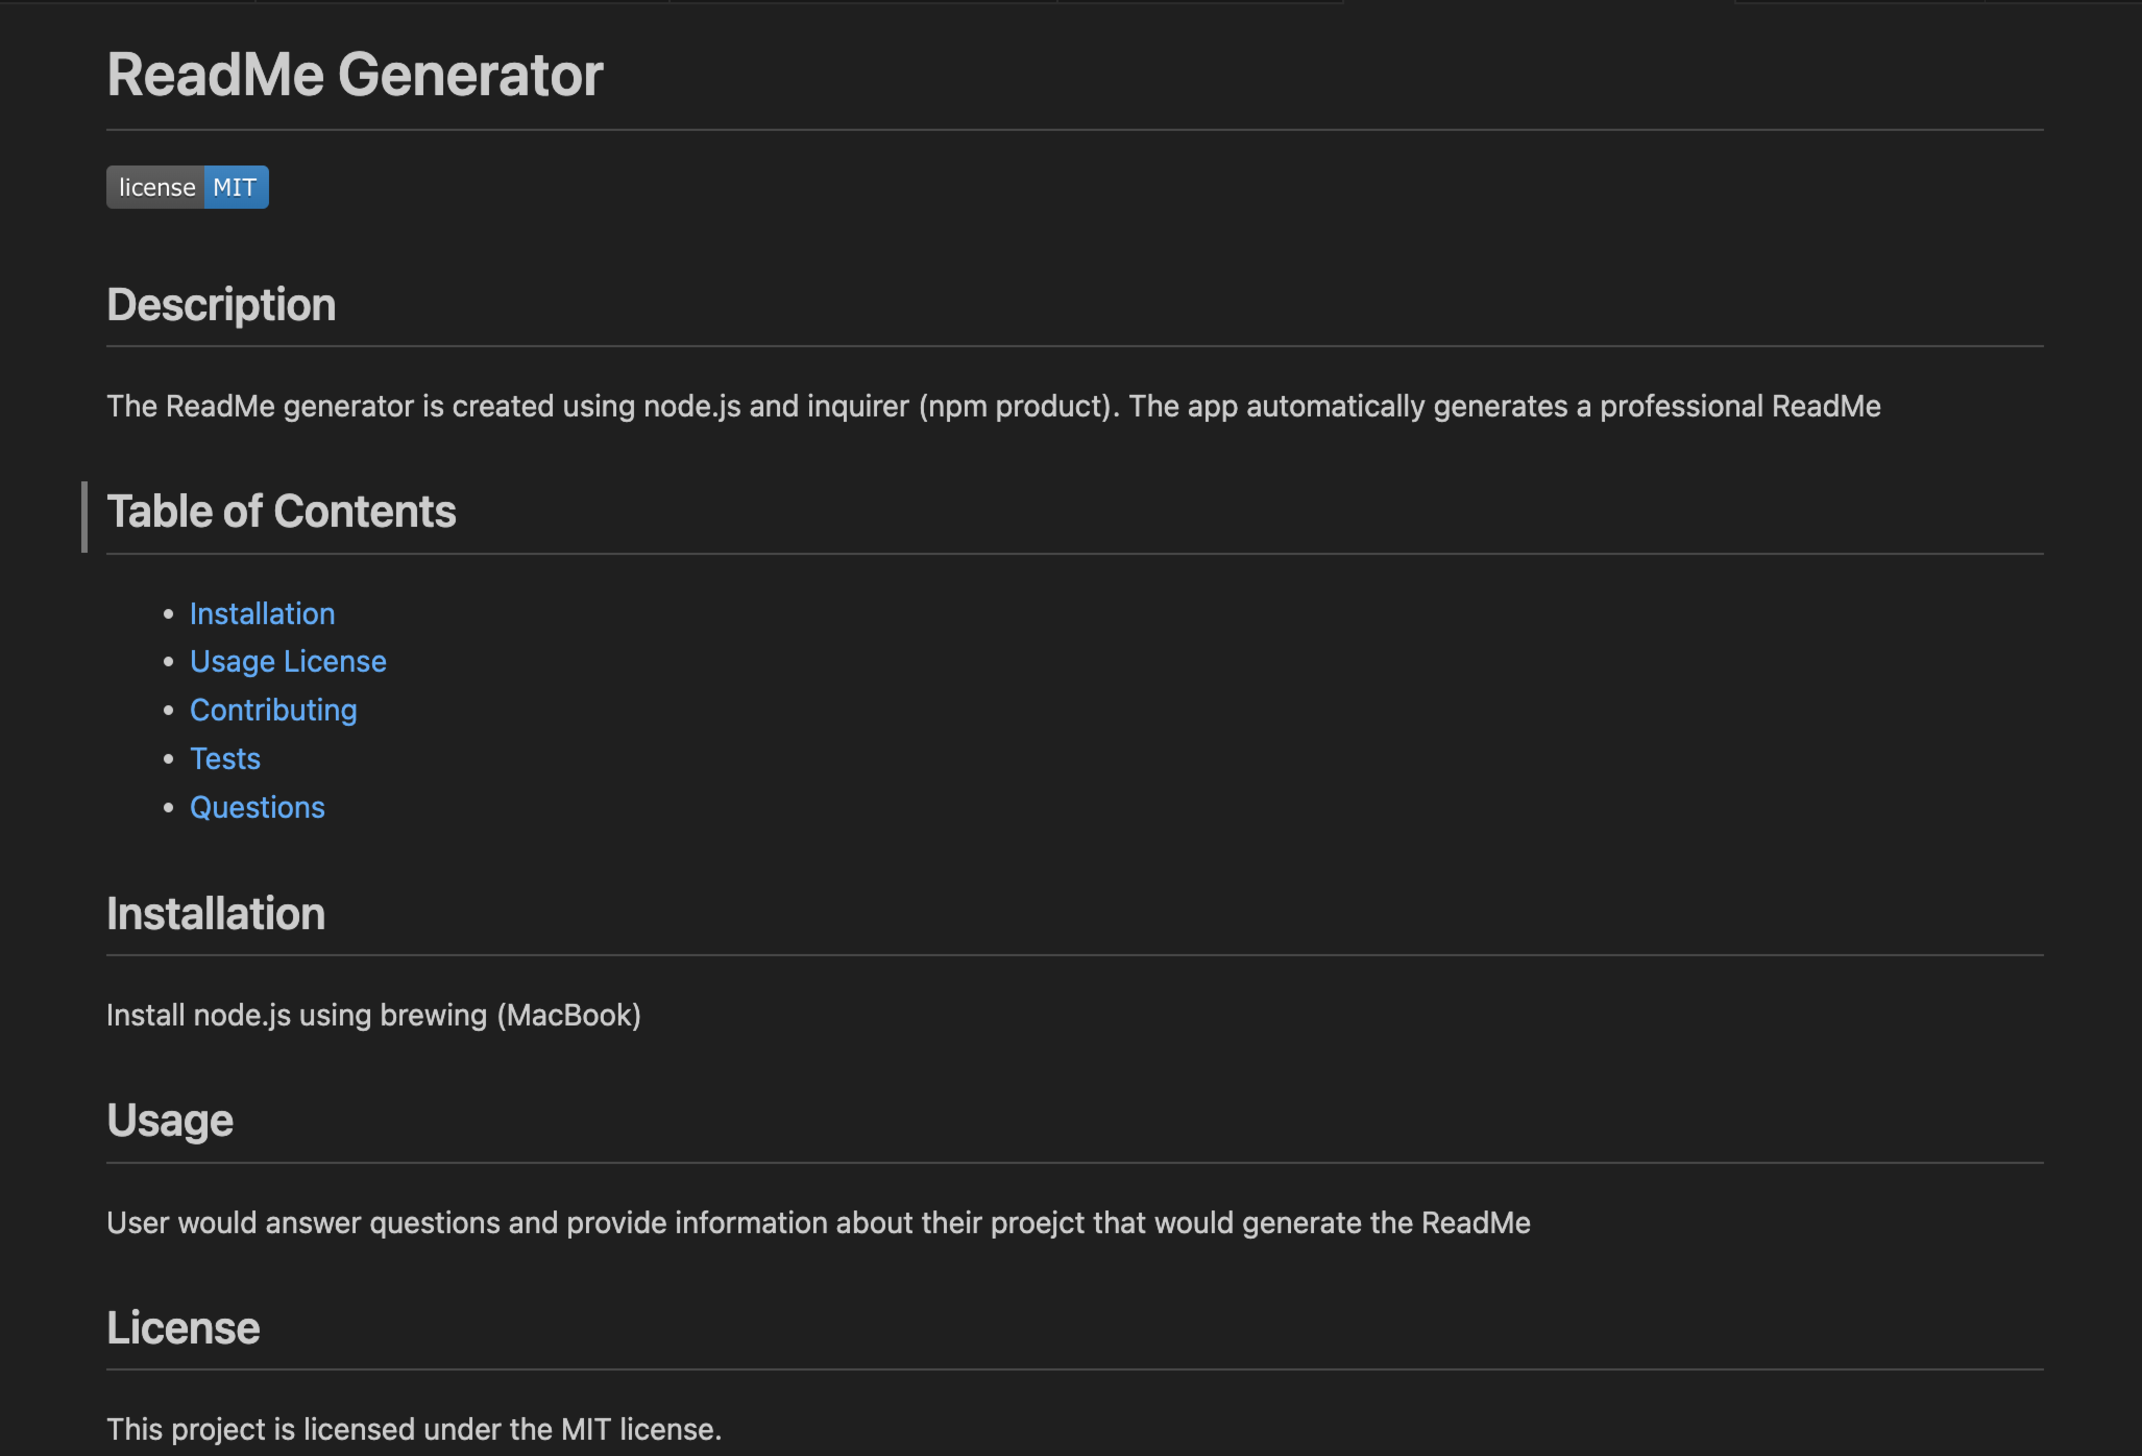 ReadMe Generator
license MIT
Description
The ReadMe generator is created using node.js and inquirer (npm product). The app automatically generates a professional ReadMe
Table of Contents
Installation
Usage License
Contributing
Tests
Questions
Installation
Install node.js using brewing (MacBook)
Usage
User would answer questions and provide information about their proejct that would generate the ReadMe
License
This project is licensed under the MIT license.